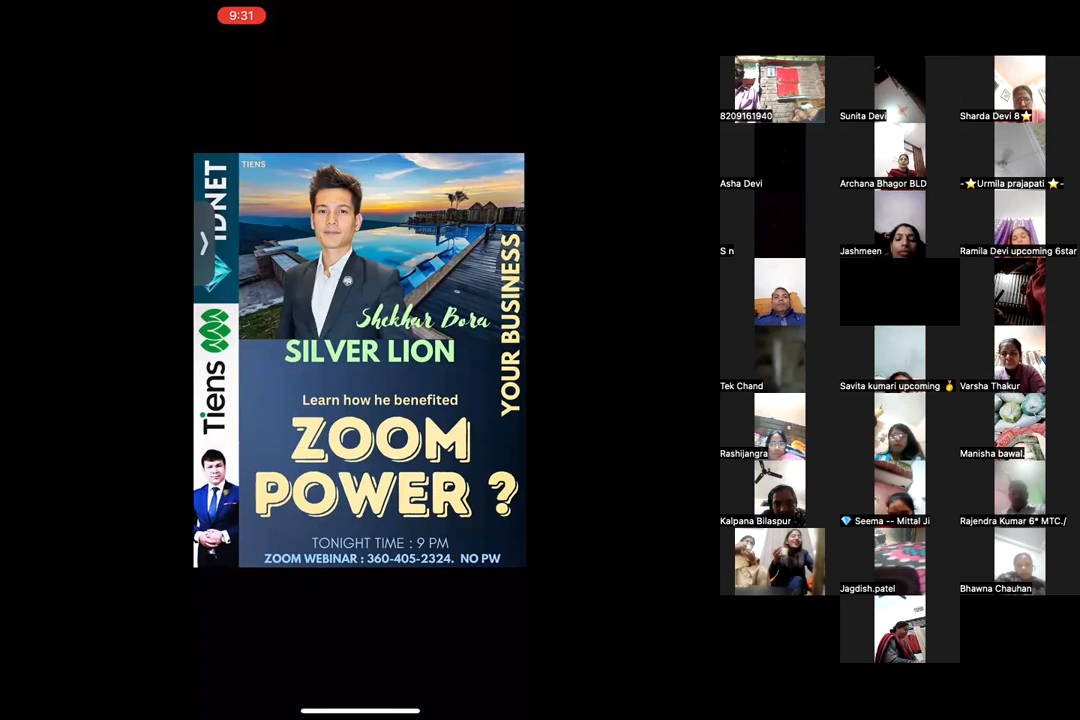 9:31
TIENS
IDNET
Tiens
Shekhar Bora
SILVER LION
YOUR BUSINESS
Learn how he benefited
ZOOM
POWER ?
TONIGHT TIME : 9 PM
ZOOM WEBINAR : 360-405-2324. NO PW
8209161940
Sunita Devi
Sharda Devi 8⭐
Asha Devi
Archana Bhagor BLD
-⭐Urmila prajapati ⭐-
S n
Jashmeen
Ramila Devi upcoming 6star
Tek Chand
Savita kumari upcoming 🏅
Varsha Thakur
Rashijangra
Manisha bawal.
Kalpana Bilaspur
💎 Seema -- Mittal Ji
Rajendra Kumar 6* MTC./
Jagdish.patel
Bhawna Chauhan